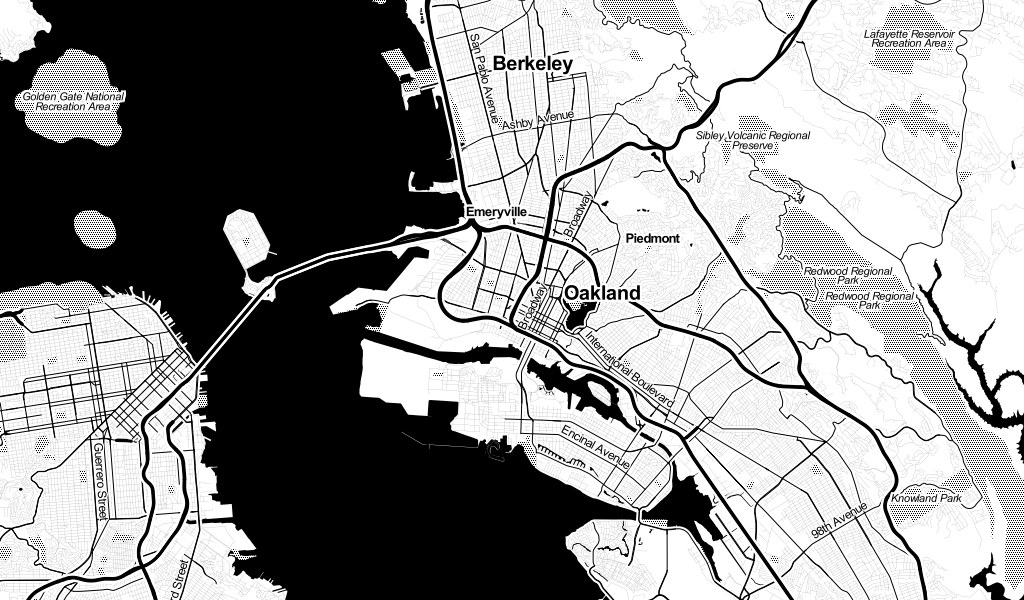 Lafayette Reservoir
Recreation Area
San Pablo Avenue
Berkeley
Golden Gate National
Recreation Area
Ashby Avenue
Sibley Volcanic Regional
Preserve
Emeryville
Broadway
Piedmont
Redwood Regional
Park
Oakland
Redwood Regional
Park
Broadway
International Boulevard
Encinal Avenue
Guerrero Street
Knowland Park
98th Avenue
rd Street